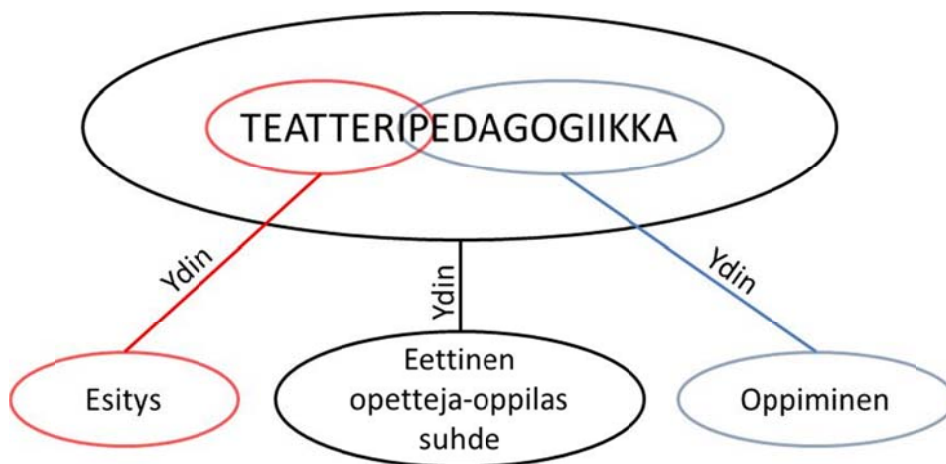 TEATTERIPEDAGOGIIKKA
Ydin
Ydin
Ydin
Esitys
Eettinen
opetteja-oppilas
suhde
Oppiminen